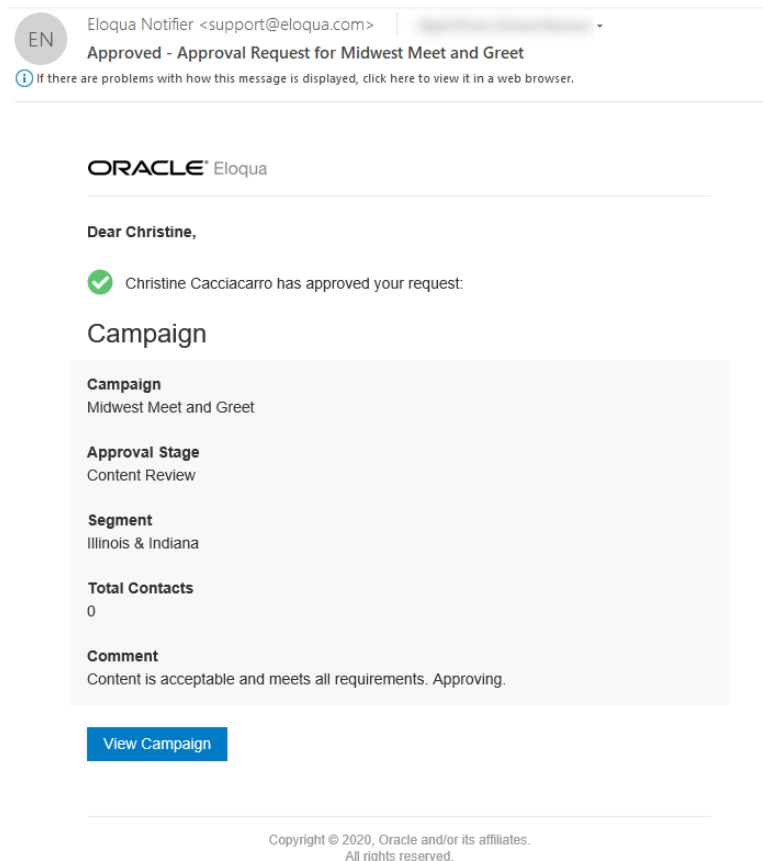 EN
Eloqua Notifier <support@eloqua.com>
Approved - Approval Request for Midwest Meet and Greet
i If there are problems with how this message is displayed, click here to view it in a web browser.
ORACLE® Eloqua
Dear Christine,
Christine Cacciacarro has approved your request:
Campaign
Campaign
Midwest Meet and Greet
Approval Stage
Content Review
Segment
Illinois & Indiana
Total Contacts
0
Comment
Content is acceptable and meets all requirements. Approving.
View Campaign
Copyright © 2020, Oracle and/or its affiliates.
All rights reserved.